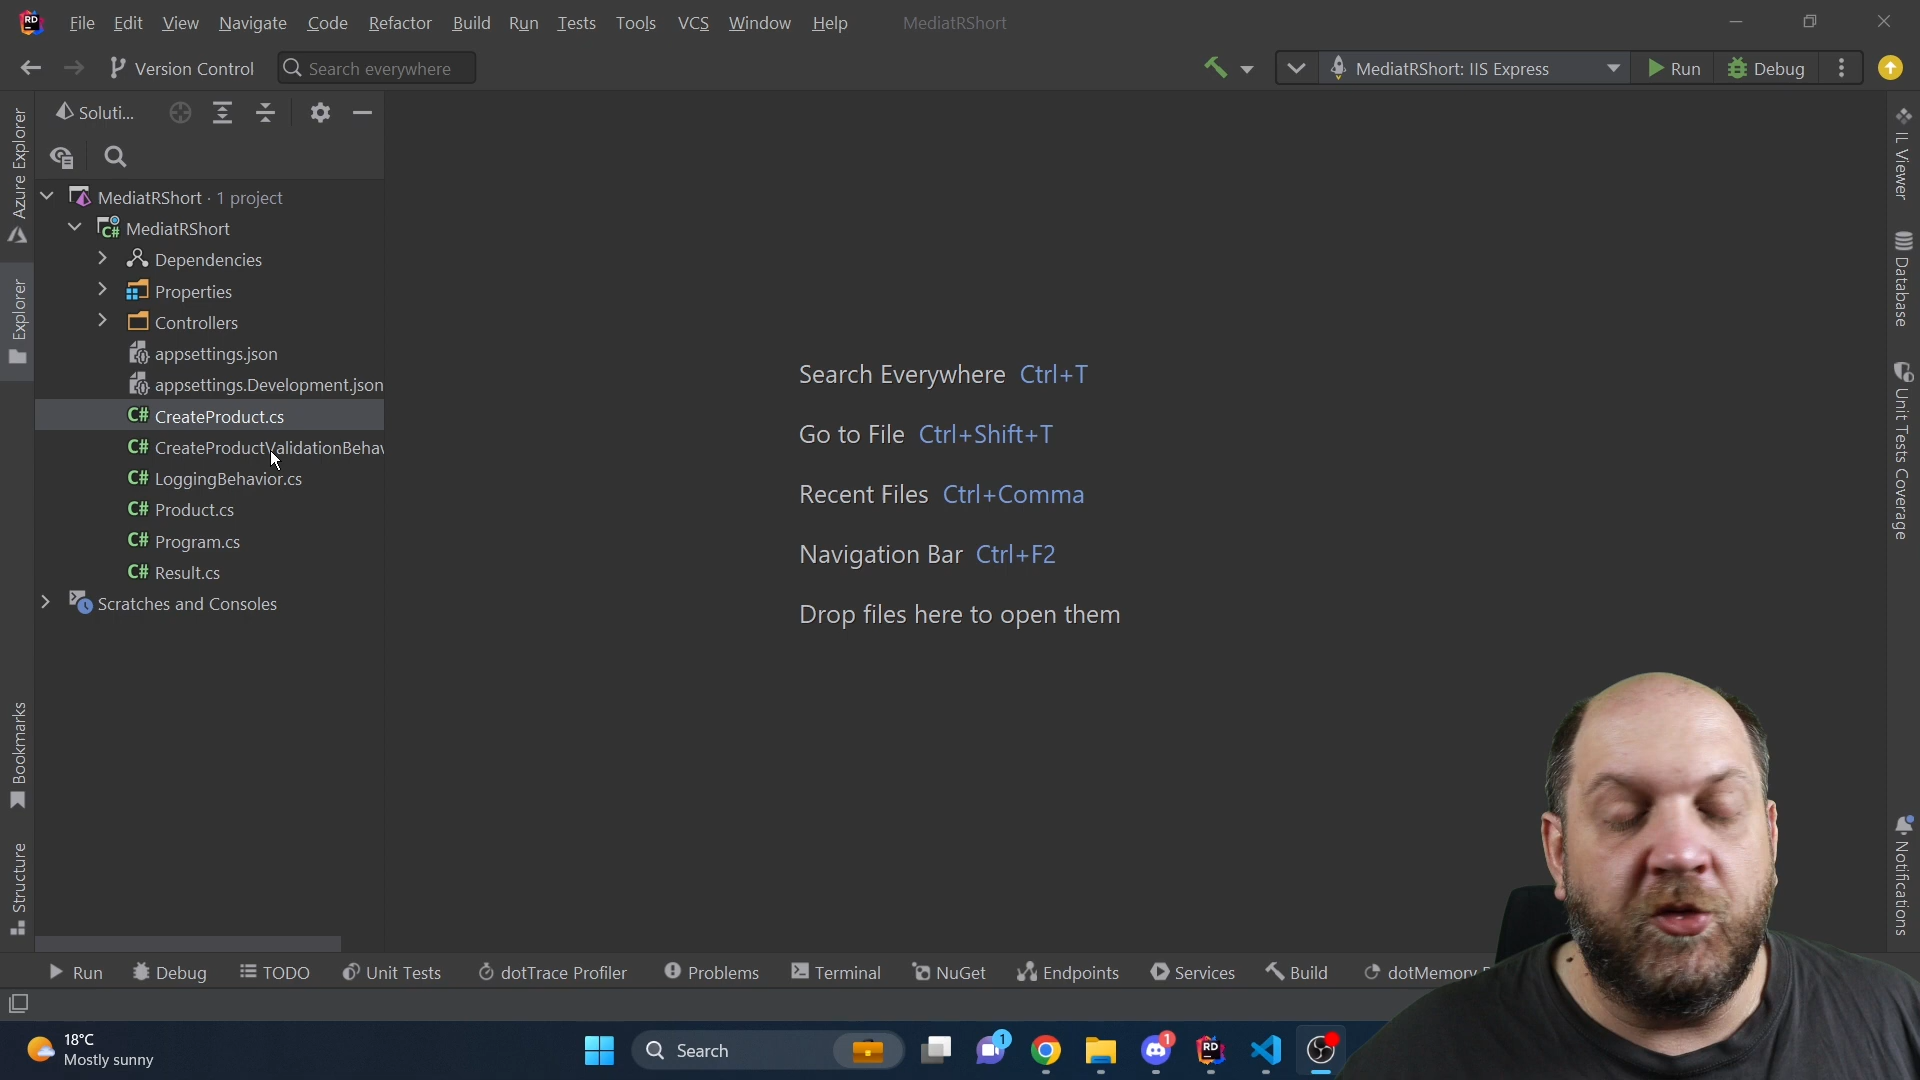 RD File Edit View Navigate Code Refactor Build Run Tests Tools VCS Window Help MediatRShort
Version Control Search everywhere MediatRShort: IIS Express Run Debug
Soluti...
MediatRShort · 1 project
C# MediatRShort
Dependencies
Properties
Controllers
appsettings.json
appsettings.Development.json
C# CreateProduct.cs
C# CreateProductValidationBehav
C# LoggingBehavior.cs
C# Product.cs
C# Program.cs
C# Result.cs
Scratches and Consoles
Azure Explorer
Explorer
Bookmarks
Structure
Search Everywhere Ctrl+T
Go to File Ctrl+Shift+T
Recent Files Ctrl+Comma
Navigation Bar Ctrl+F2
Drop files here to open them
IL Viewer
Database
Unit Tests Coverage
Notifications
Run Debug TODO Unit Tests dotTrace Profiler Problems Terminal NuGet Endpoints Services Build dotMemory
18°C
Mostly sunny
Search 1 1 RD